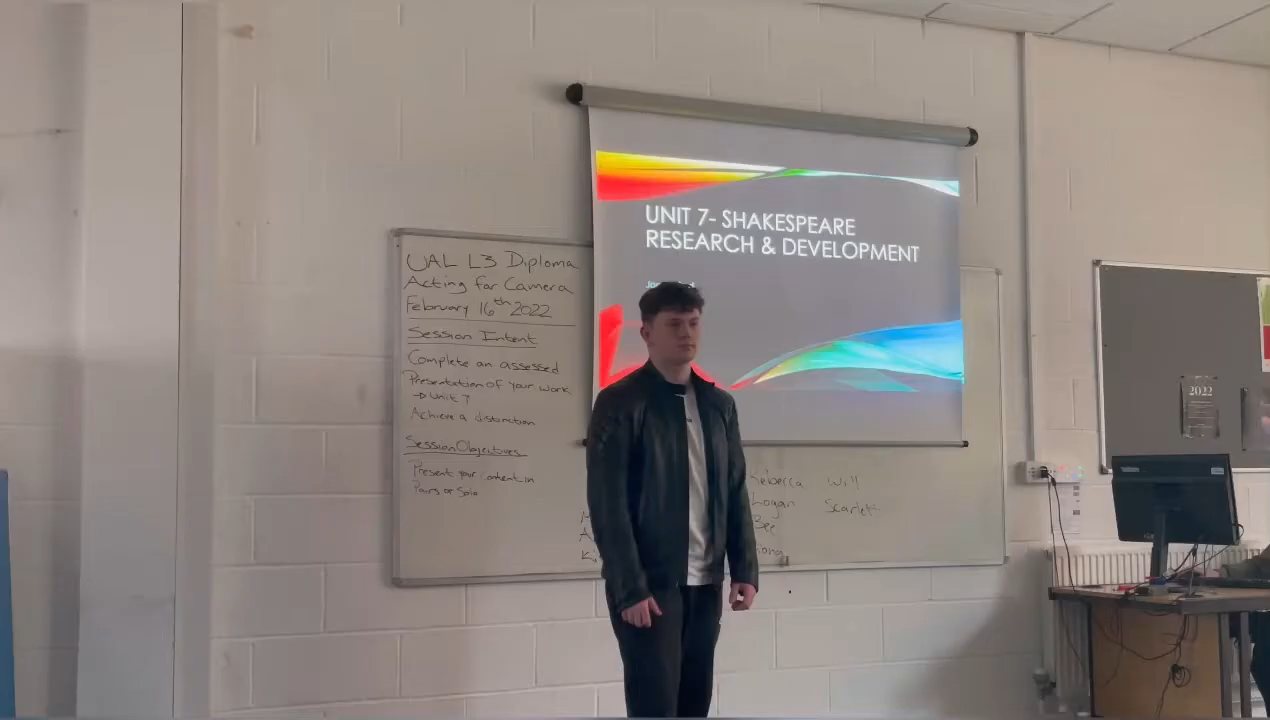 UAL L3 Diploma
Acting for Camera
February 16th 2022
Session Intent
Complete an assessed
Presentation of your work
→ Unit 7
Achieve a distinction
Session Objectives
Present your content in
Pairs or Solo
UNIT 7- SHAKESPEARE
RESEARCH & DEVELOPMENT
Rebecca Will
Logan Scarlett
Bee
2022